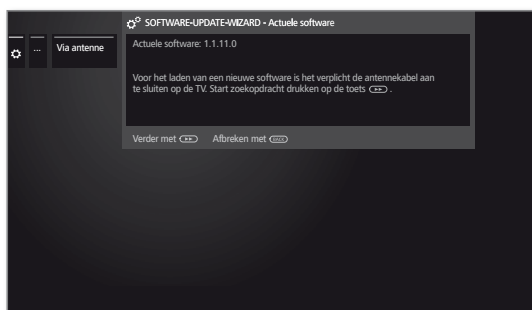 SOFTWARE-UPDATE-WIZARD - Actuele software
... Via antenne
Actuele software: 1.1.11.0
Voor het laden van een nieuwe software is het verplicht de antennekabel aan
te sluiten op de TV. Start zoekopdracht drukken op de toets .
Verder met Afbreken met BACK